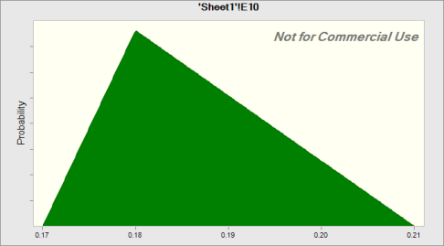 'Sheet1'!E10
Not for Commercial Use
Probability
0.17 0.18 0.19 0.20 0.21